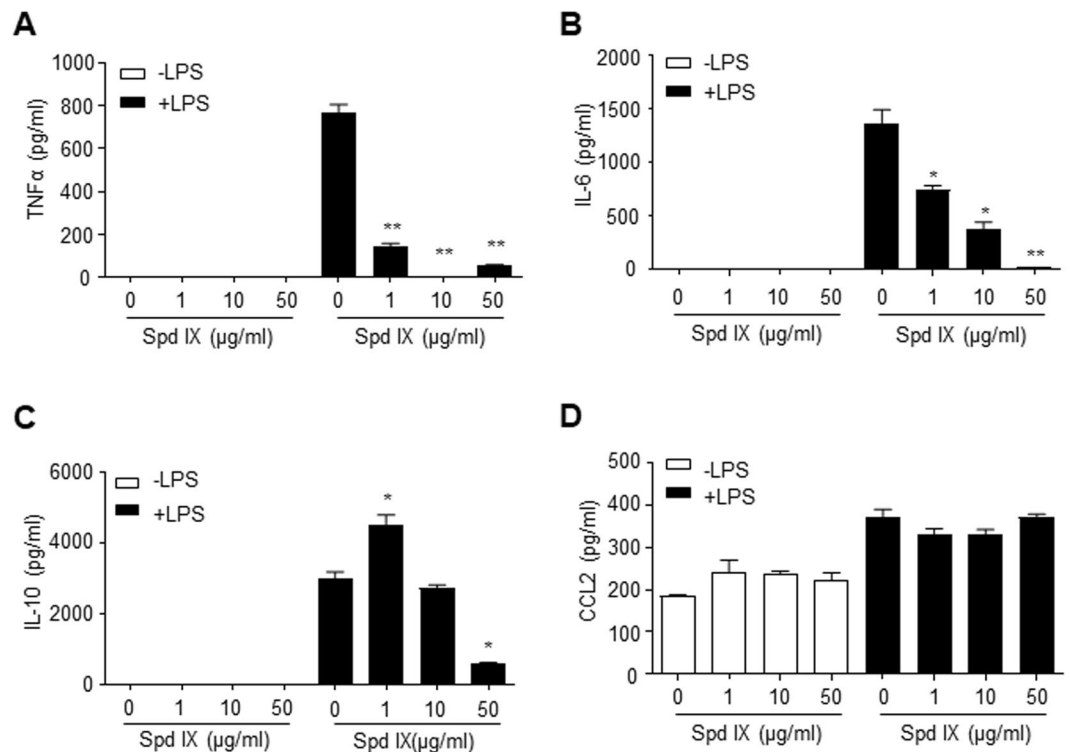 A
1000
800
600
400
200
0
TNFα (pg/ml)
-LPS
+LPS
**
**
**
0 1 10 50 0 1 10 50
Spd IX (µg/ml) Spd IX (µg/ml)
B
2000
1500
1000
500
0
IL-6 (pg/ml)
-LPS
+LPS
*
*
**
0 1 10 50 0 1 10 50
Spd IX (µg/ml) Spd IX (µg/ml)
C
6000
4000
2000
0
IL-10 (pg/ml)
-LPS
+LPS
*
*
0 1 10 50 0 1 10 50
Spd IX (µg/ml) Spd IX(µg/ml)
D
500
400
300
200
100
0
CCL2 (pg/ml)
-LPS
+LPS
0 1 10 50 0 1 10 50
Spd IX (µg/ml) Spd IX (µg/ml)